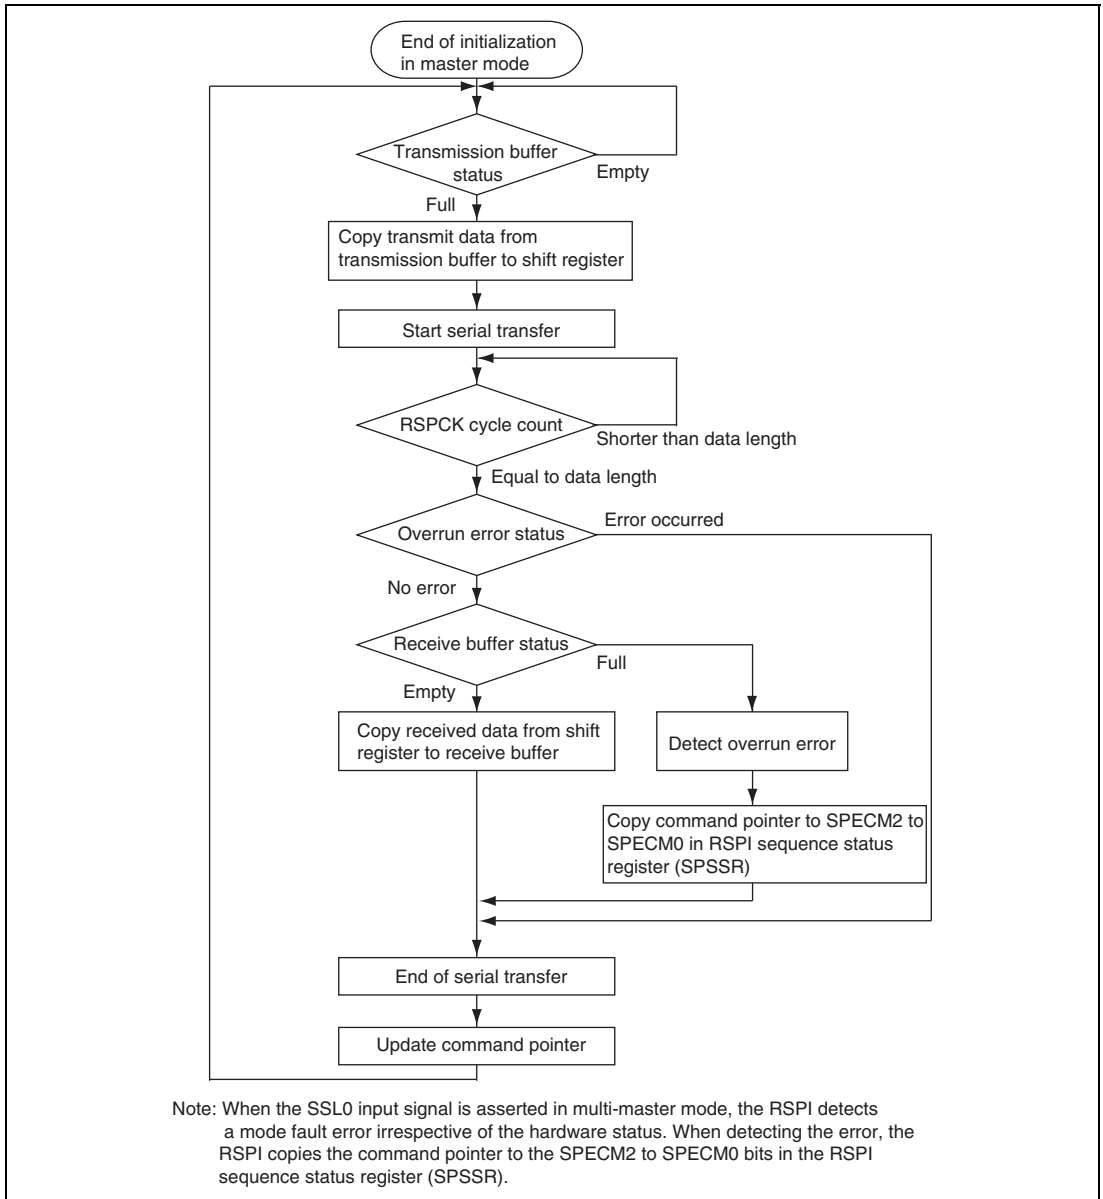 End of initialization
in master mode
Transmission buffer
status
Empty
Full
Copy transmit data from
transmission buffer to shift register
Start serial transfer
RSPCK cycle count
Shorter than data length
Equal to data length
Overrun error status
Error occurred
No error
Receive buffer status
Full
Empty
Copy received data from shift
register to receive buffer
Detect overrun error
Copy command pointer to SPECM2 to
SPECM0 in RSPI sequence status
register (SPSSR)
End of serial transfer
Update command pointer
Note: When the SSL0 input signal is asserted in multi-master mode, the RSPI detects
a mode fault error irrespective of the hardware status. When detecting the error, the
RSPI copies the command pointer to the SPECM2 to SPECM0 bits in the RSPI
sequence status register (SPSSR).